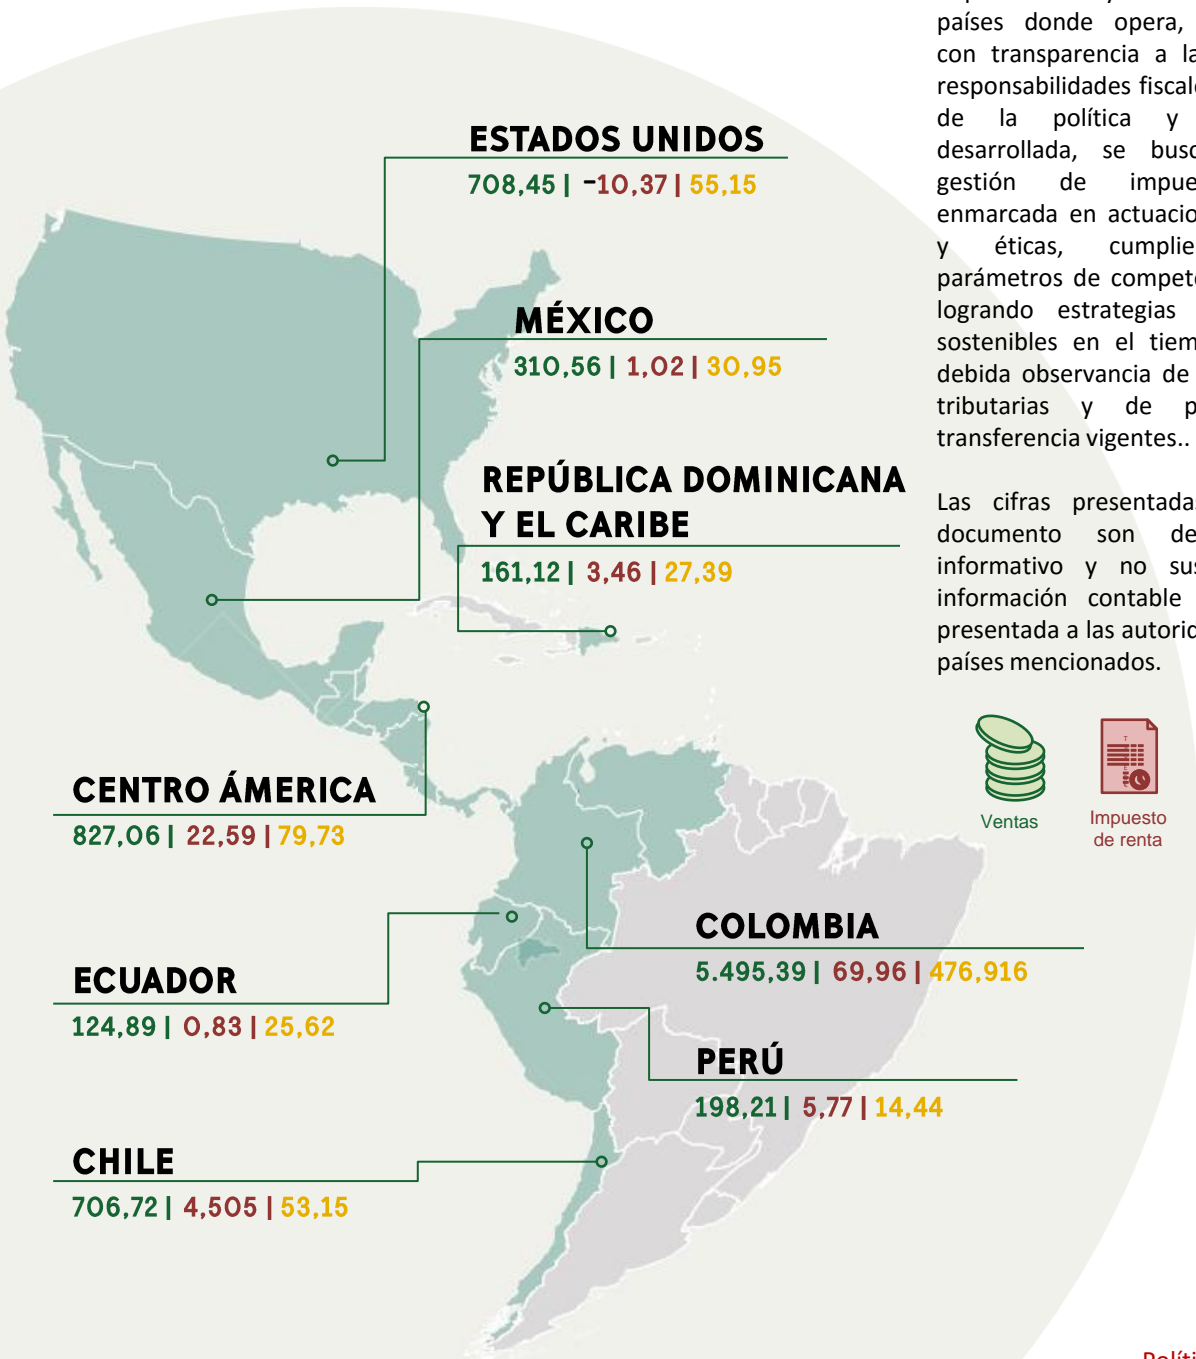 países donde opera,
con transparencia a la
responsabilidades fiscal
de la política y
desarrollada, se busc
gestión de impue
enmarcada en actuacio
y éticas, cumplie
parámetros de compet
logrando estrategias
sostenibles en el tiem
debida observancia de
tributarias y de p
transferencia vigentes..
Las cifras presentadas
documento son de
informativo y no sus
información contable
presentada a las autorid
países mencionados.
ESTADOS UNIDOS
708,45 | -10,37 | 55,15
MÉXICO
310,56 | 1,02 | 30,95
REPÚBLICA DOMINICANA
Y EL CARIBE
161,12 | 3,46 | 27,39
Ventas
Impuesto
de renta
CENTRO ÁMERICA
827,06 | 22,59 | 79,73
COLOMBIA
5.495,39 | 69,96 | 476,916
ECUADOR
124,89 | 0,83 | 25,62
PERÚ
198,21 | 5,77 | 14,44
CHILE
706,72 | 4,505 | 53,15